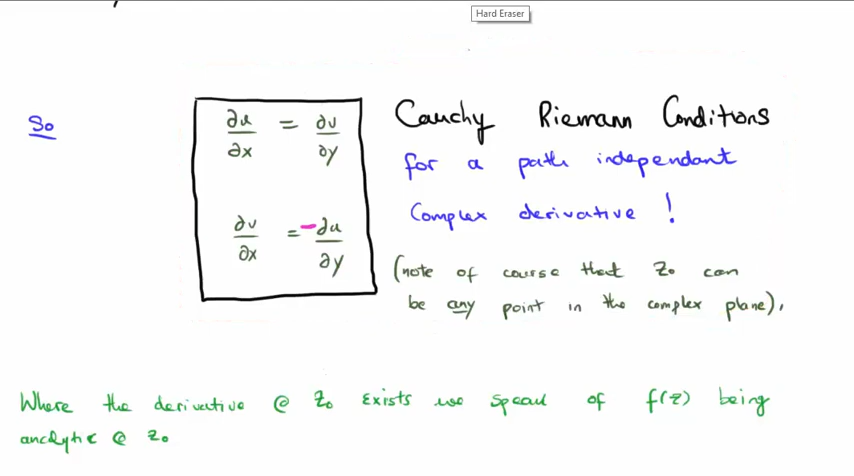 Hard Eraser
So
∂u/∂x = ∂v/∂y
∂v/∂x = -∂u/∂y
Cauchy Riemann Conditions
for a path independant
Complex derivative !
(note of course that z₀ can
be any point in the complex plane).
Where the derivative @ z₀ exists we speak of f(z) being
analytic @ z₀